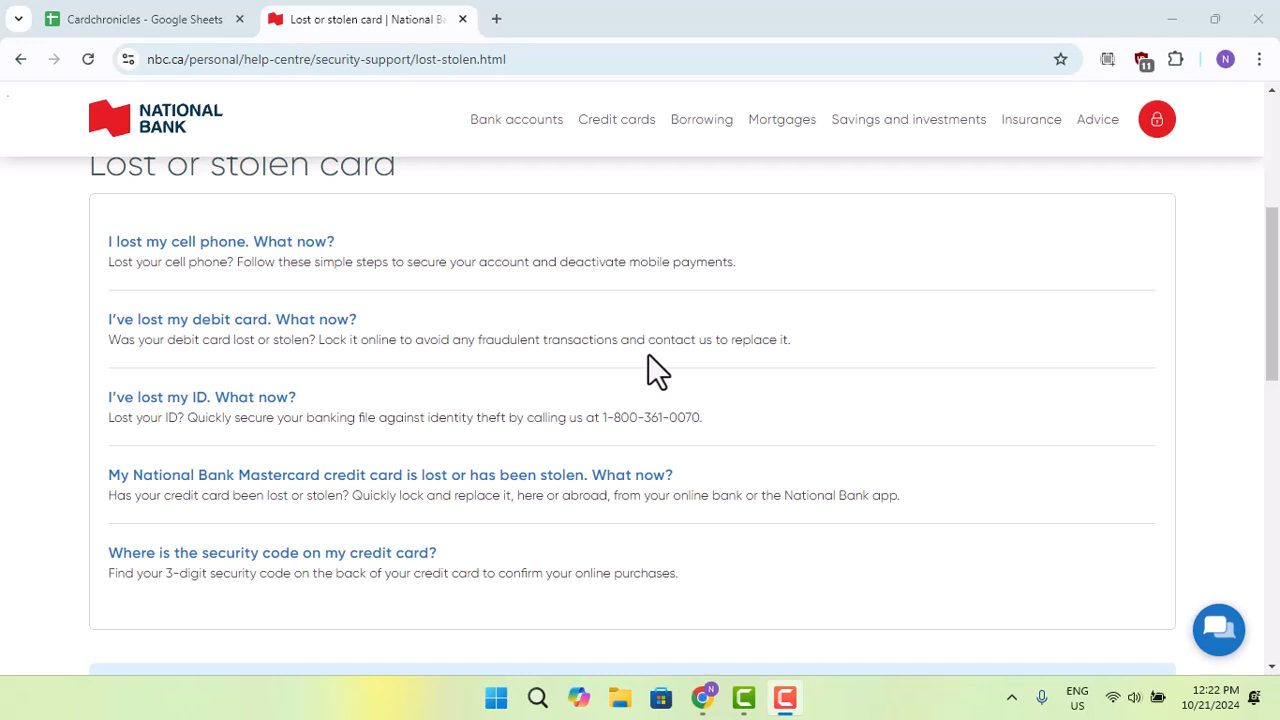 Cardchronicles - Google Sheets
Lost or stolen card | National Ba
nbc.ca/personal/help-centre/security-support/lost-stolen.html
11
N
NATIONAL
BANK
Bank accounts Credit cards Borrowing Mortgages Savings and investments Insurance Advice
Lost or stolen card
I lost my cell phone. What now?
Lost your cell phone? Follow these simple steps to secure your account and deactivate mobile payments.
I've lost my debit card. What now?
Was your debit card lost or stolen? Lock it online to avoid any fraudulent transactions and contact us to replace it.
I've lost my ID. What now?
Lost your ID? Quickly secure your banking file against identity theft by calling us at 1-800-361-0070.
My National Bank Mastercard credit card is lost or has been stolen. What now?
Has your credit card been lost or stolen? Quickly lock and replace it, here or abroad, from your online bank or the National Bank app.
Where is the security code on my credit card?
Find your 3-digit security code on the back of your credit card to confirm your online purchases.
N
ENG
US
12:22 PM
10/21/2024